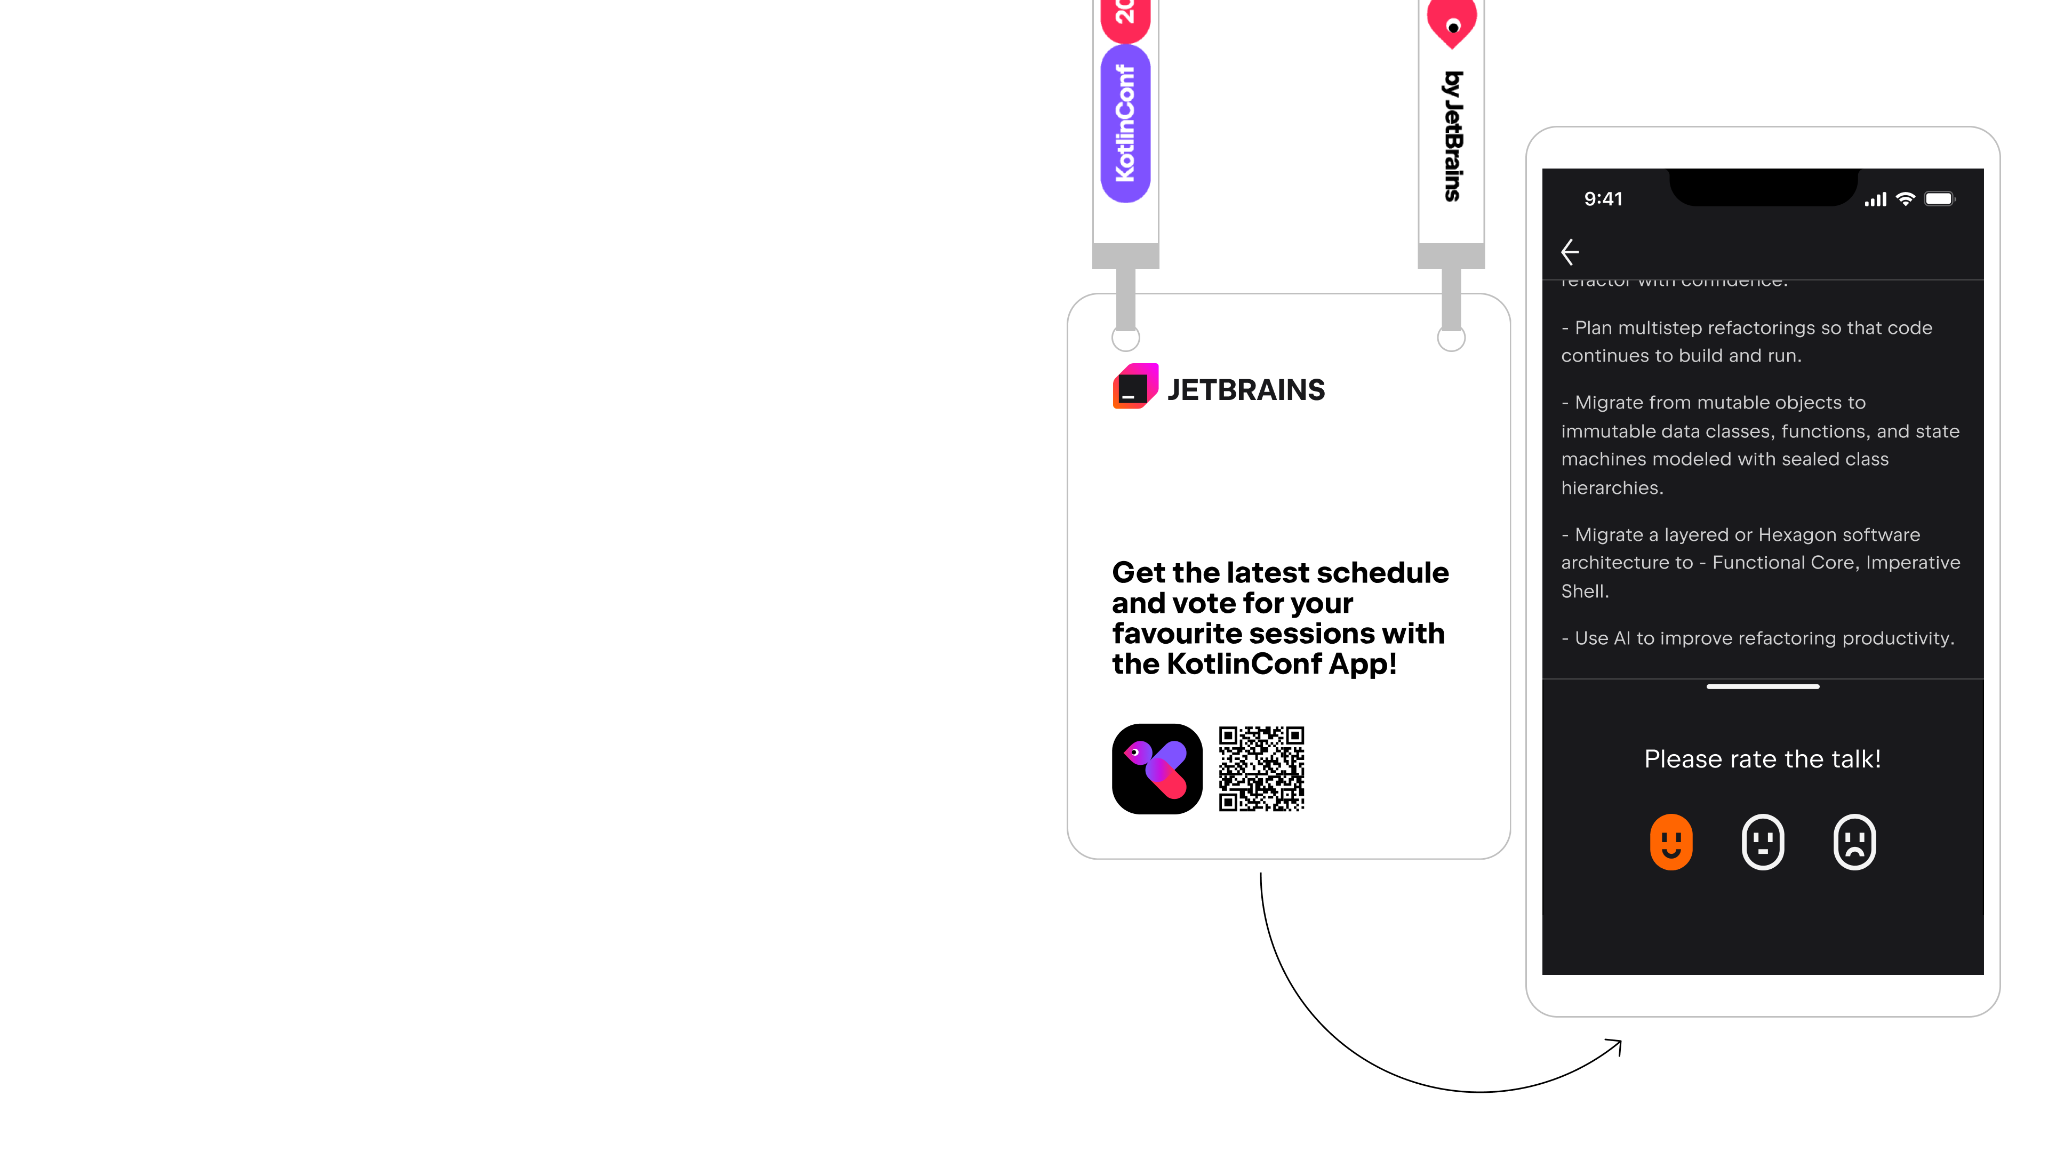 20
KotlinConf
by JetBrains
JETBRAINS
Get the latest schedule
and vote for your
favourite sessions with
the KotlinConf App!
9:41
refactor with confidence.
- Plan multistep refactorings so that code
continues to build and run.
- Migrate from mutable objects to
immutable data classes, functions, and state
machines modeled with sealed class
hierarchies.
- Migrate a layered or Hexagon software
architecture to - Functional Core, Imperative
Shell.
- Use AI to improve refactoring productivity.
Please rate the talk!